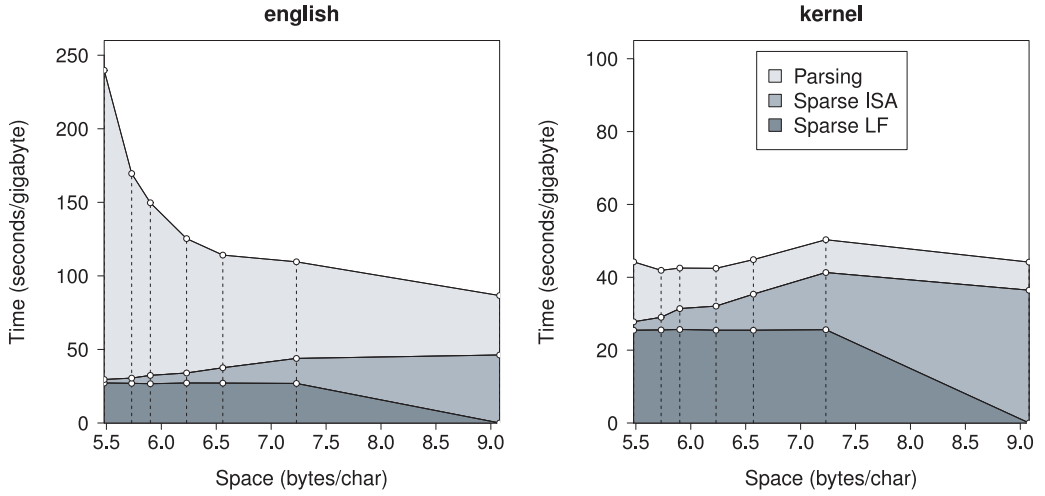 english
250
200
150
100
50
0
Time (seconds/gigabyte)
5.5 6.0 6.5 7.0 7.5 8.0 8.5 9.0
Space (bytes/char)
kernel
Parsing
Sparse ISA
Sparse LF
100
80
60
40
20
0
Time (seconds/gigabyte)
5.5 6.0 6.5 7.0 7.5 8.0 8.5 9.0
Space (bytes/char)